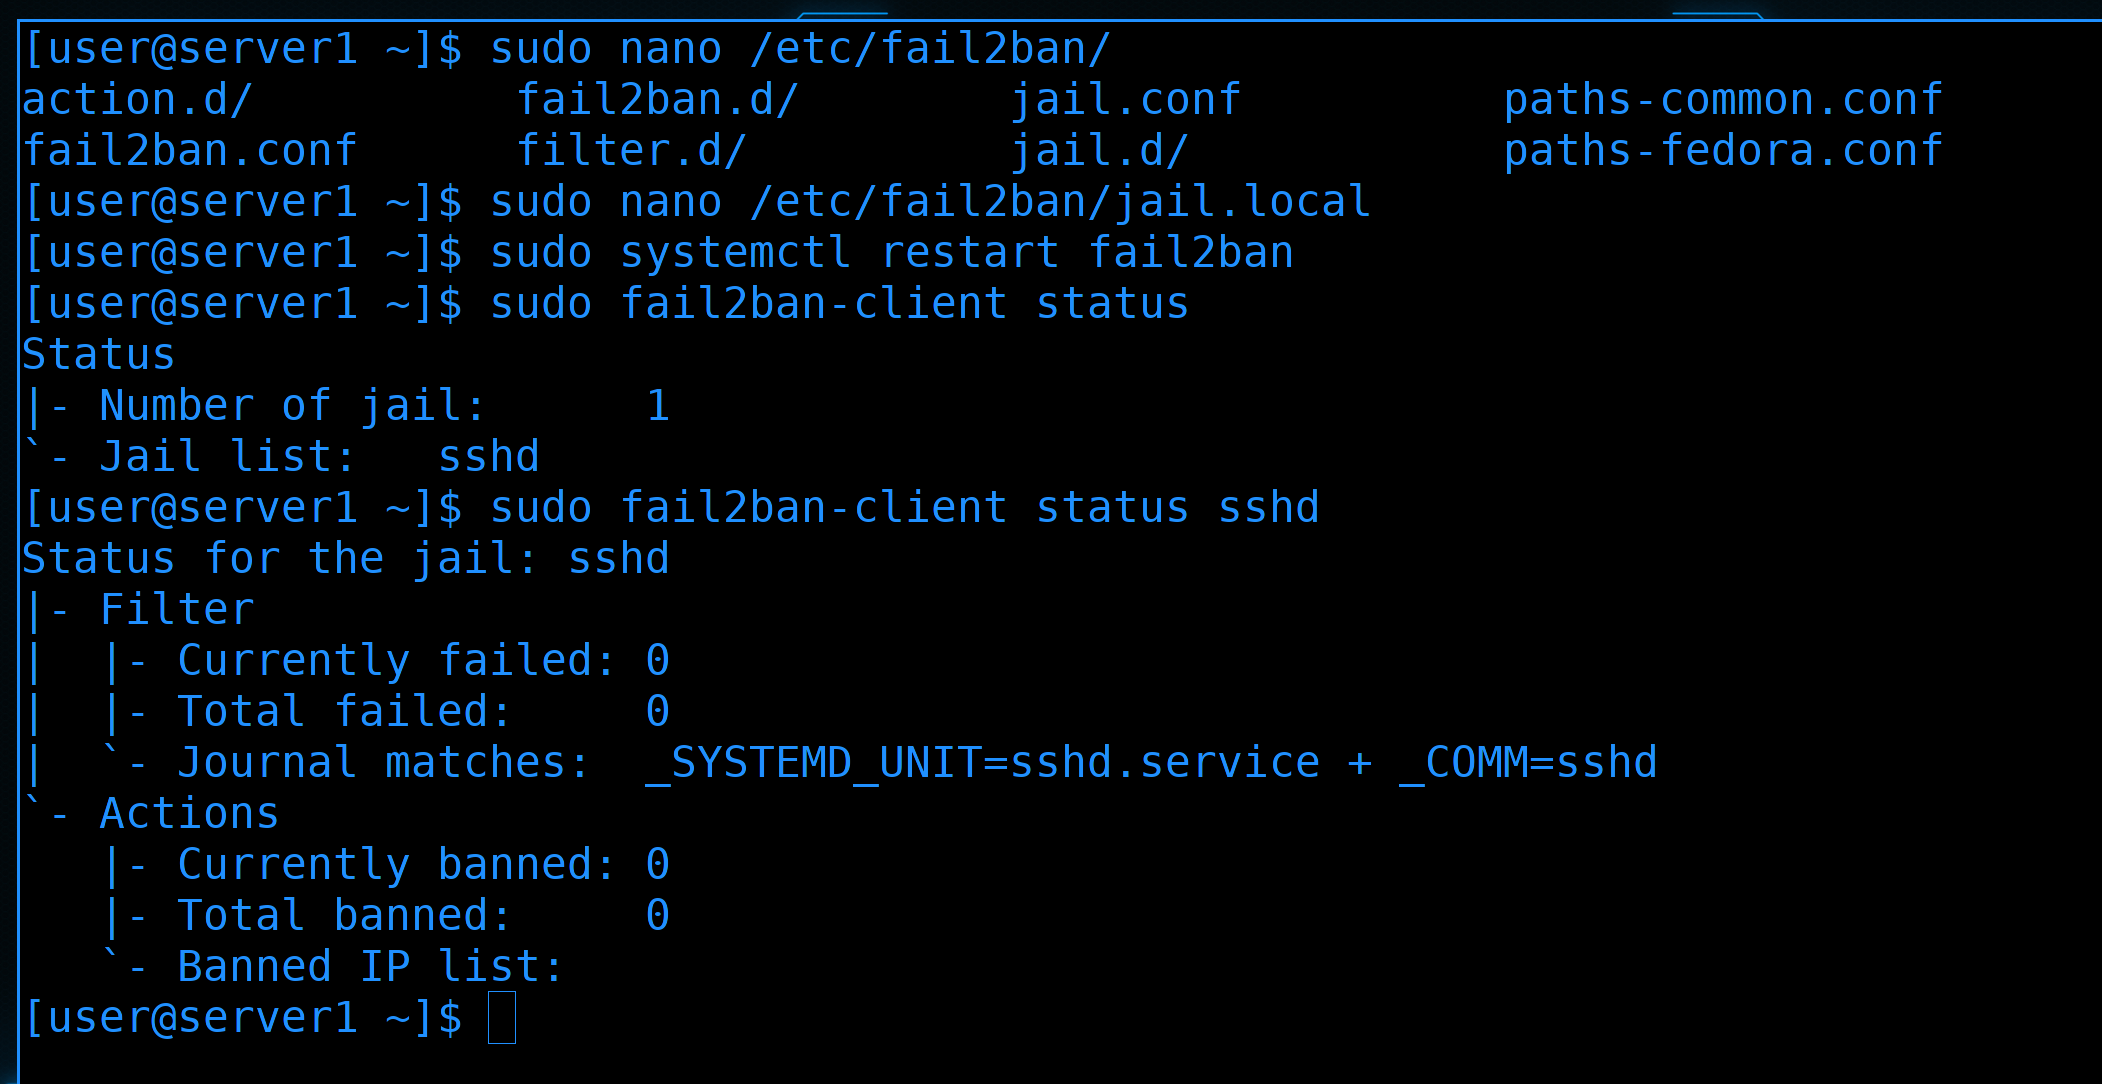 [user@server1 ~]$ sudo nano /etc/fail2ban/
action.d/          fail2ban.d/        jail.conf          paths-common.conf
fail2ban.conf      filter.d/          jail.d/            paths-fedora.conf
[user@server1 ~]$ sudo nano /etc/fail2ban/jail.local
[user@server1 ~]$ sudo systemctl restart fail2ban
[user@server1 ~]$ sudo fail2ban-client status
Status
|- Number of jail:      1
`- Jail list:   sshd
[user@server1 ~]$ sudo fail2ban-client status sshd
Status for the jail: sshd
|- Filter
|  |- Currently failed: 0
|  |- Total failed:     0
|  `- Journal matches:  _SYSTEMD_UNIT=sshd.service + _COMM=sshd
`- Actions
   |- Currently banned: 0
   |- Total banned:     0
   `- Banned IP list:
[user@server1 ~]$